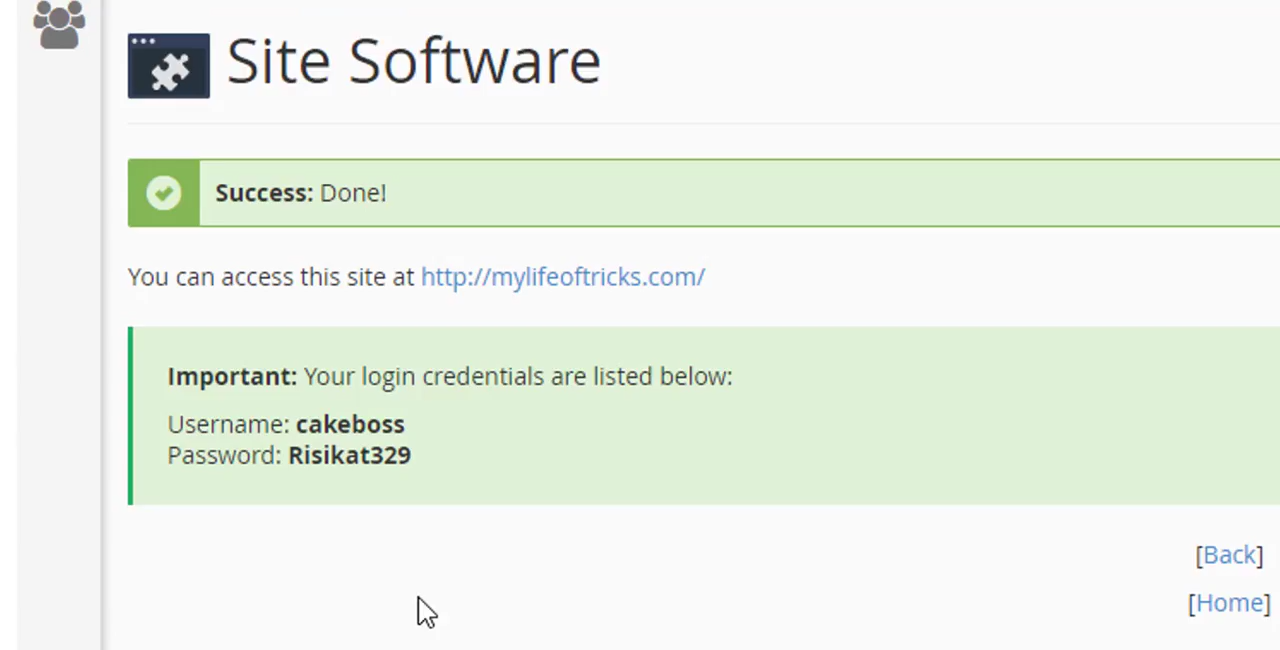 Site Software
Success: Done!
You can access this site at http://mylifeoftricks.com/
Important: Your login credentials are listed below:
Username: cakeboss
Password: Risikat329
[Back]
[Home]